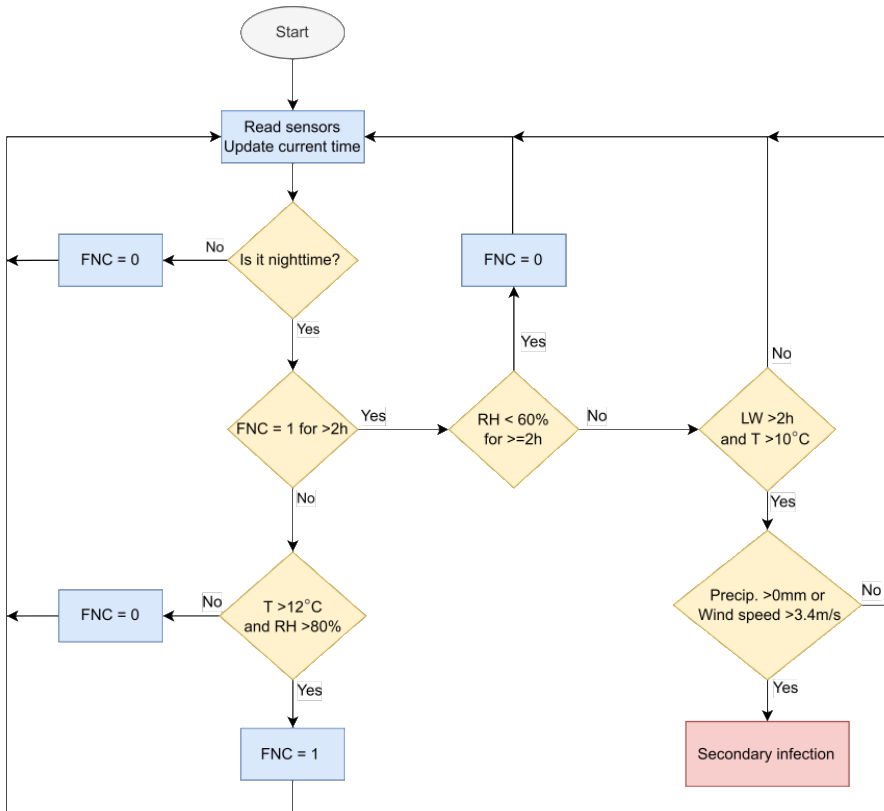 Start
Read sensors
Update current time
No
FNC = 0
Is it nighttime?
FNC = 0
Yes
Yes
No
FNC = 1 for >2h
Yes
RH < 60%
for >=2h
No
LW >2h
and T >10°C
No
Yes
FNC = 0
No
T >12°C
and RH >80%
Precip. >0mm or
Wind speed >3.4m/s
No
Yes
Yes
FNC = 1
Secondary infection